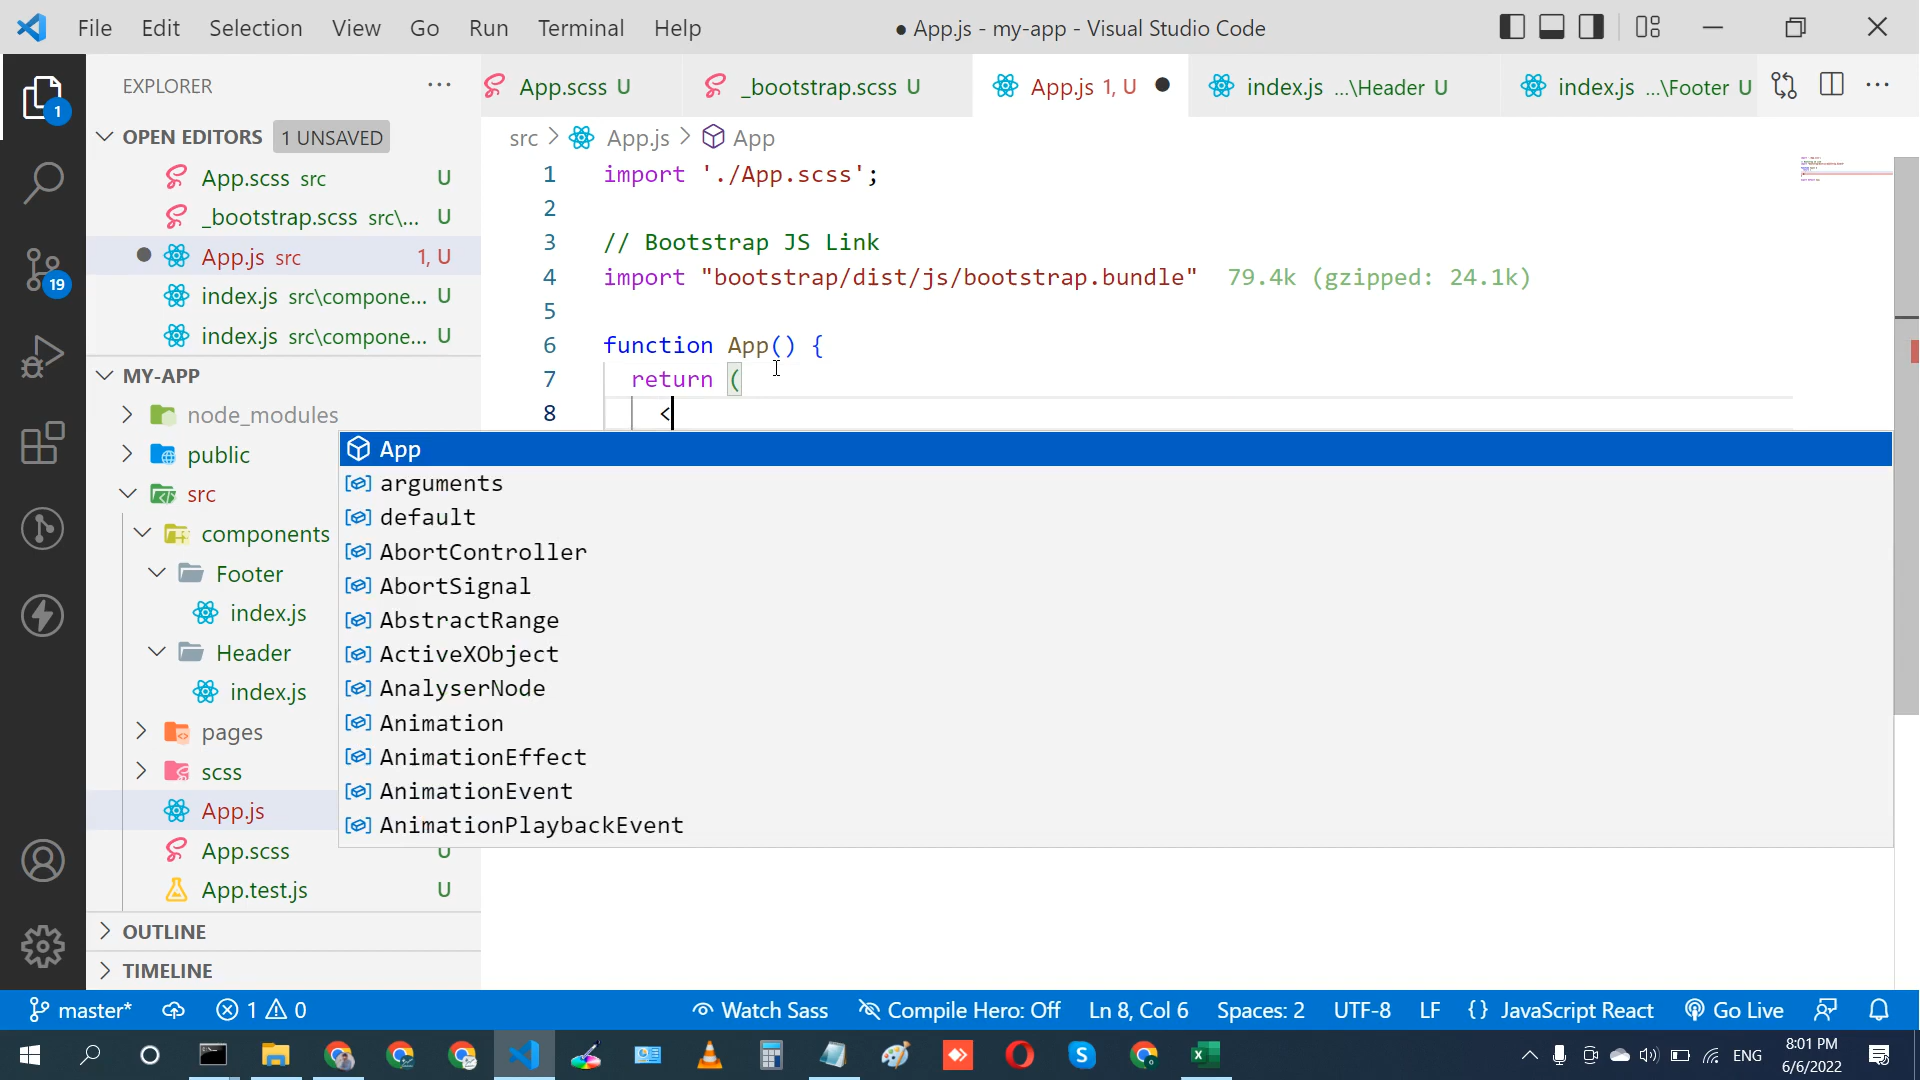 File Edit Selection View Go Run Terminal Help
● App.js - my-app - Visual Studio Code
EXPLORER
App.scss U
_bootstrap.scss U
App.js 1, U
index.js ...\Header U
index.js ...\Footer U
OPEN EDITORS 1 UNSAVED
App.scss src U
_bootstrap.scss src\... U
App.js src 1, U
index.js src\compone... U
index.js src\compone... U
MY-APP
node_modules
public
src
components
Footer
index.js
Header
index.js
pages
scss
App.js
App.scss U
App.test.js U
OUTLINE
TIMELINE
1
19
src > App.js > App
1 import './App.scss';
2
3 // Bootstrap JS Link
4 import "bootstrap/dist/js/bootstrap.bundle" 79.4k (gzipped: 24.1k)
5
6 function App() {
7 return (
8 <
App
arguments
default
AbortController
AbortSignal
AbstractRange
ActiveXObject
AnalyserNode
Animation
AnimationEffect
AnimationEvent
AnimationPlaybackEvent
master* 1 0 Watch Sass Compile Hero: Off Ln 8, Col 6 Spaces: 2 UTF-8 LF {} JavaScript React Go Live
ENG
8:01 PM
6/6/2022